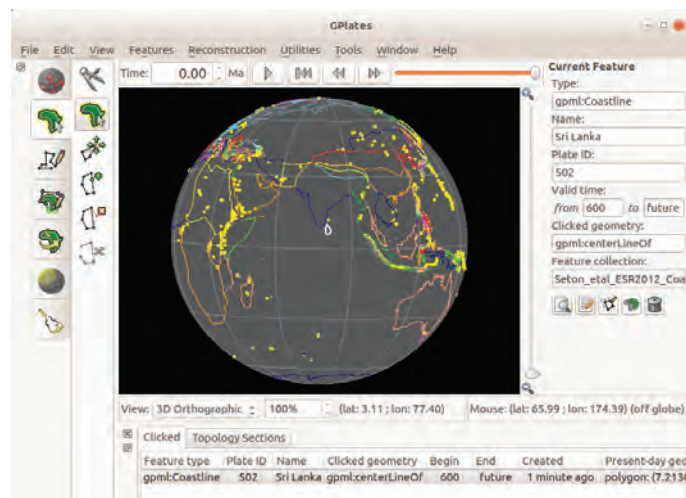 GPlates
File Edit View Features Reconstruction Utilities Tools Window Help
Time: 0.00 Ma
Current Feature
Type:
gpml:Coastline
Name:
Sri Lanka
Plate ID:
502
Valid time:
from 600 to future
Clicked geometry:
gpml:centerLineOf
Feature collection:
Seton_etal_ESR2012_Coa
View: 3D Orthographic 100% (lat: 3.11 ; lon: 77.40) Mouse: (lat: 65.99 ; lon: 174.39) (off globe)
Clicked Topology Sections
Feature type Plate ID Name Clicked geometry Begin End Created Present-day geo
gpml:Coastline 502 Sri Lanka gpml:centerLineOf 600 future 1 minute ago polygon: (7.2136